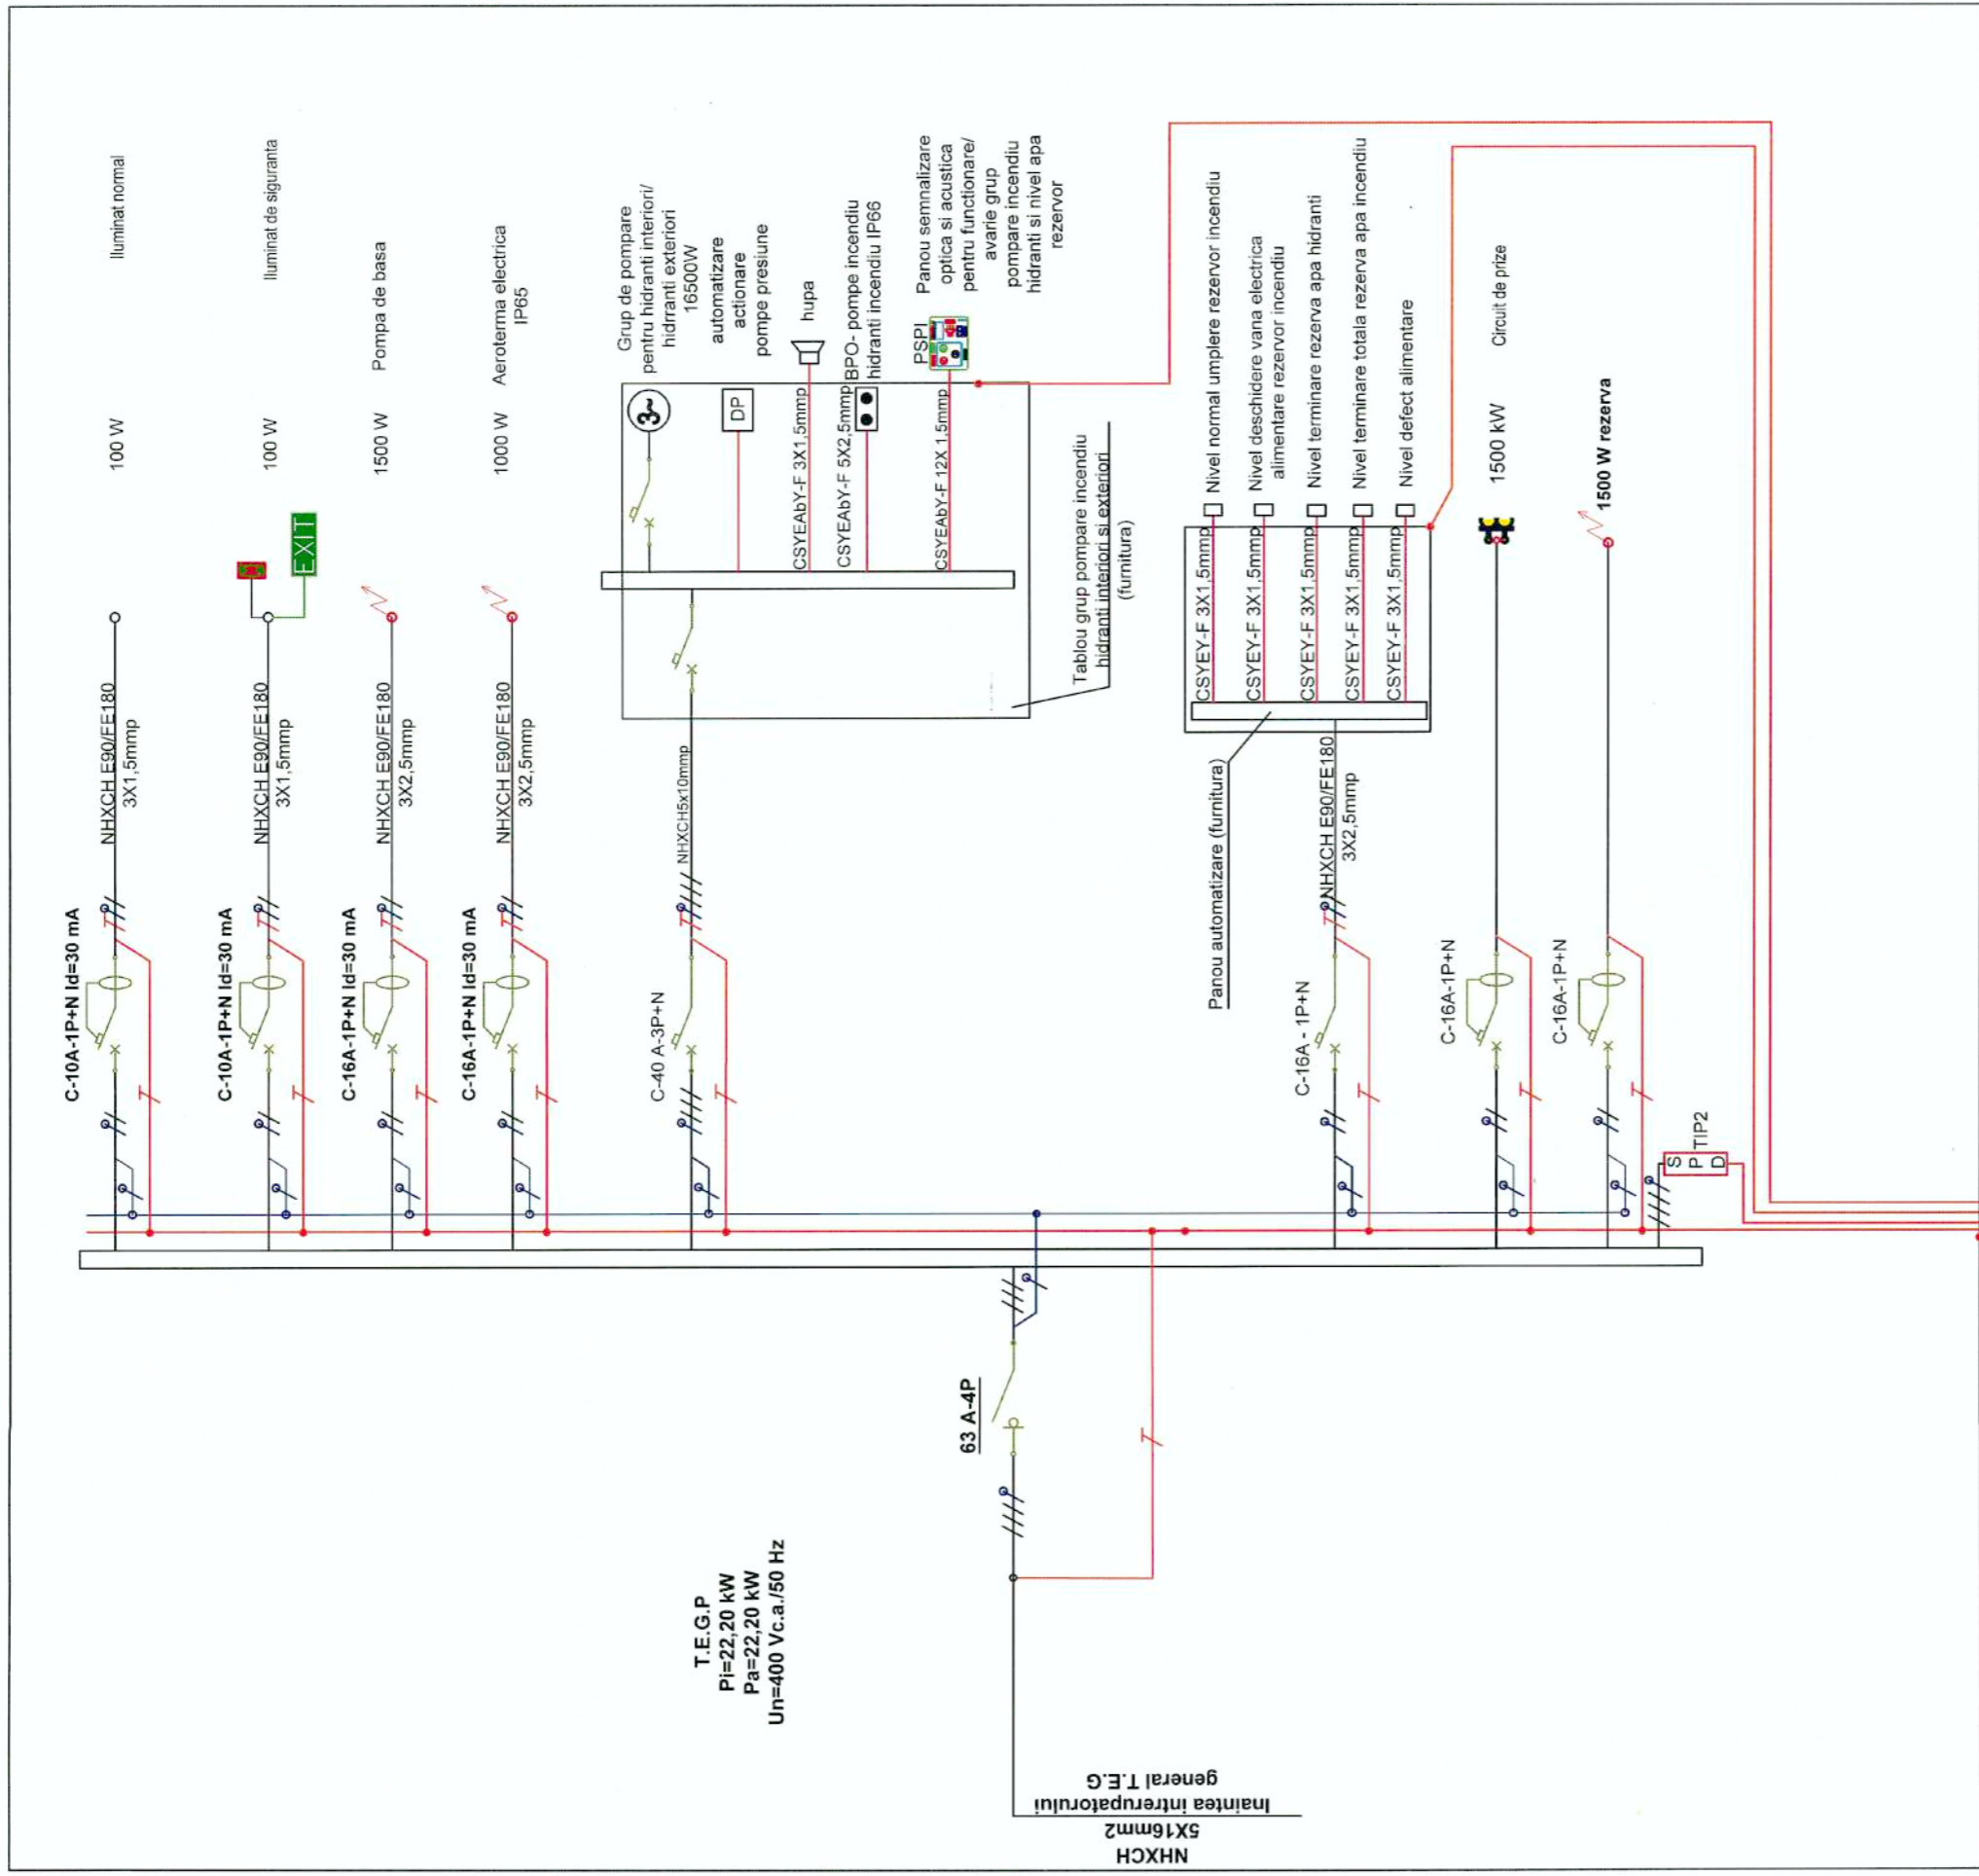 Iluminat normal
100 W
NHXCH E90/FE180
3X1,5mmp
C-10A-1P+N Id=30 mA
Iluminat de siguranta
100 W
EXIT
NHXCH E90/FE180
3X1,5mmp
C-10A-1P+N Id=30 mA
Pompa de basa
1500 W
NHXCH E90/FE180
3X2,5mmp
C-16A-1P+N Id=30 mA
Aeroterma electrica
IP65
1000 W
NHXCH E90/FE180
3X2,5mmp
C-16A-1P+N Id=30 mA
Grup de pompare
pentru hidranti interiori/
hidrranti exteriori
16500W
3~
automatizare
actionare
pompe presiune
DP
hupa
CSYEAbY-F 3X1,5mmp
BPO- pompe incendiu
hidranti incendiu IP66
CSYEAbY-F 5X2,5mmp
Panou semnalizare
optica si acustica
pentru functionare/
avarie grup
pompare incendiu
hidranti si nivel apa
rezervor
PSPI
CSYEAbY-F 12X 1,5mmp
NHXCH5x10mmp
C-40 A-3P+N
Tablou grup pompare incendiu
hidranti interiori si exteriori
(furnitura)
Nivel normal umplere rezervor incendiu
CSYEY-F 3X1,5mmp
Nivel deschidere vana electrica
alimentare rezervor incendiu
CSYEY-F 3X1,5mmp
Nivel terminare rezerva apa hidranti
CSYEY-F 3X1,5mmp
Nivel terminare totala rezerva apa incendiu
CSYEY-F 3X1,5mmp
Nivel defect alimentare
CSYEY-F 3X1,5mmp
Panou automatizare (furnitura)
NHXCH E90/FE180
3X2,5mmp
C-16A - 1P+N
Circuit de prize
1500 kW
C-16A-1P+N
1500 W rezerva
C-16A-1P+N
S
P
D
TIP2
63 A-4P
T.E.G.P
Pi=22,20 kW
Pa=22,20 kW
Un=400 Vc.a./50 Hz
NHXCH
5X16mm2
Inaintea intrerupatorului
general T.E.G